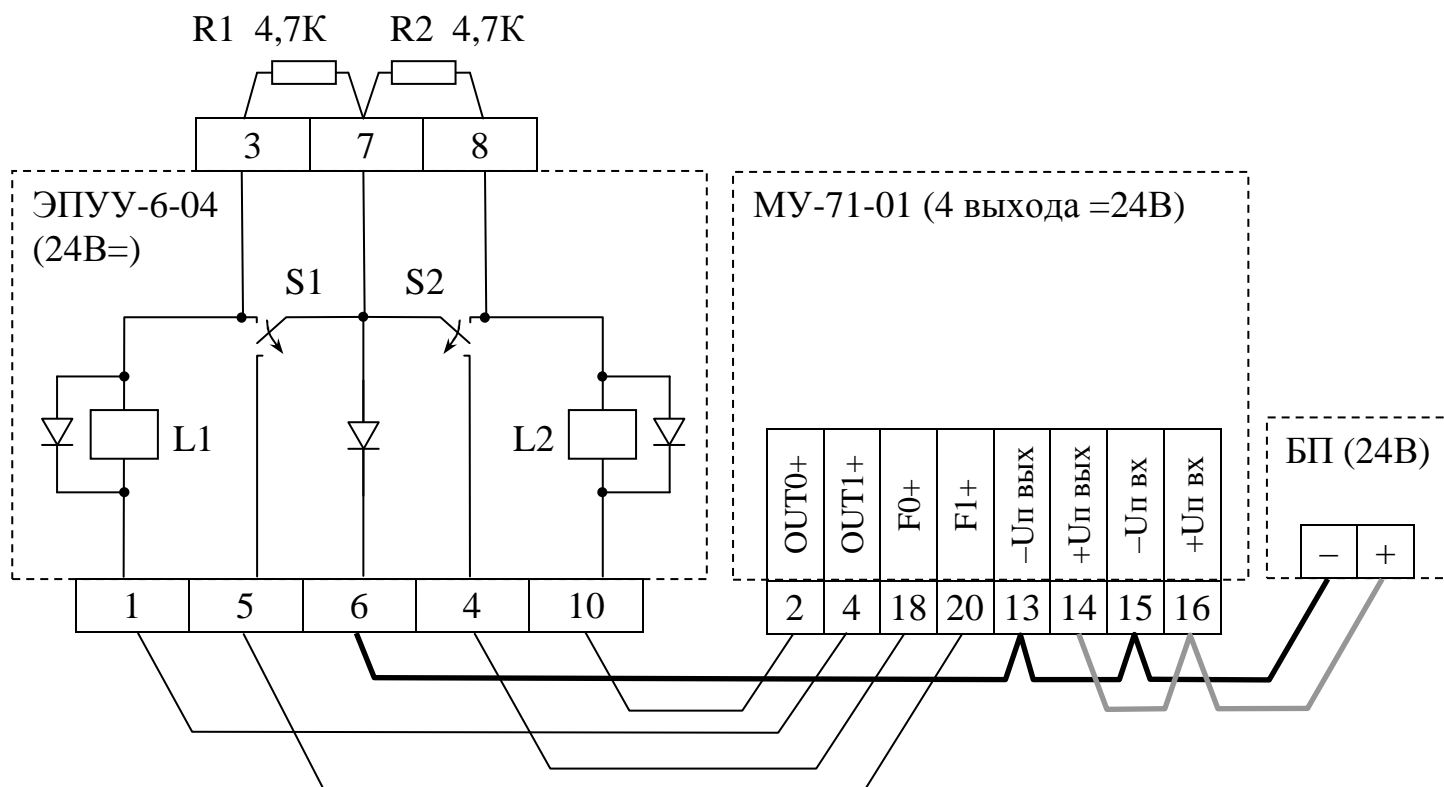 R1 4,7К R2 4,7К
3 7 8
ЭПУУ-6-04
(24В=)
МУ-71-01 (4 выхода =24В)
S1 S2
L1 L2
БП (24В)
OUT0+
OUT1+
F0+
F1+
–Uп вых
+Uп вых
–Uп вх
+Uп вх
– +
1 5 6 4 10
2 4 18 20 13 14 15 16